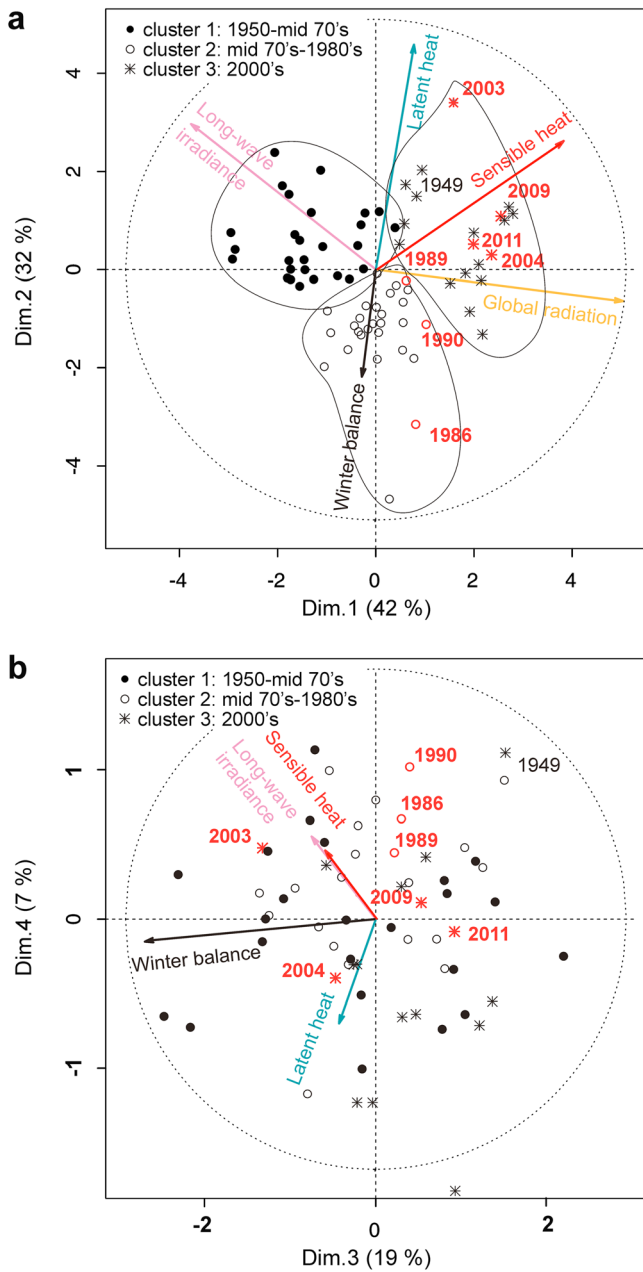 a
cluster 1: 1950-mid 70's
cluster 2: mid 70's-1980's
cluster 3: 2000's
Long-wave
irradiance
Latent heat
2003
Sensible heat
1949
2009
2011
1989
2004
Global radiation
1990
1986
Winter balance
Dim.2 (32 %)
4
2
0
-2
-4
-4
-2
0
2
4
Dim.1 (42 %)
b
cluster 1: 1950-mid 70's
cluster 2: mid 70's-1980's
cluster 3: 2000's
Long-wave
irradiance
Sensible heat
1990
1949
1986
2003
1989
2009
2011
Winter balance
2004
Latent heat
Dim.4 (7 %)
1
0
-1
-2
0
2
Dim.3 (19 %)